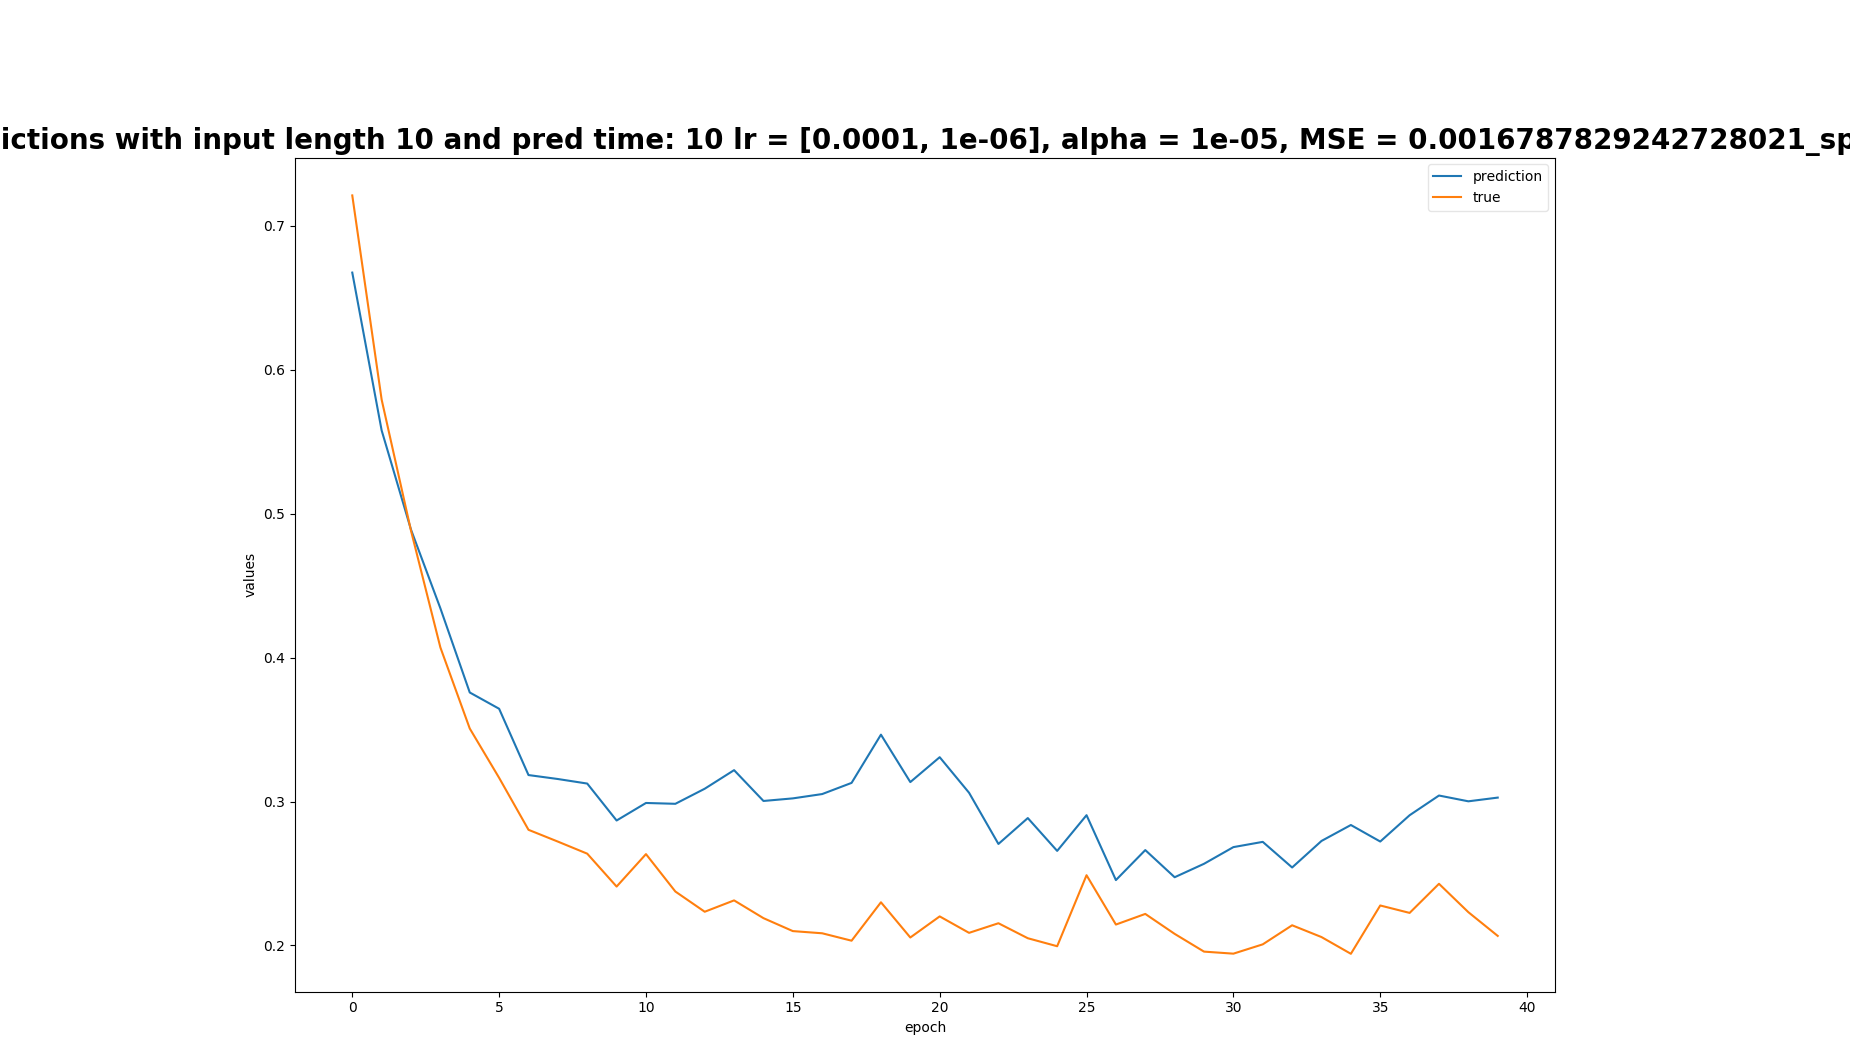 ictions with input length 10 and pred time: 10 lr = [0.0001, 1e-06], alpha = 1e-05, MSE = 0.0016787829242728021_sp
prediction
true
0.7
0.6
0.5
0.4
0.3
0.2
values
0 5 10 15 20 25 30 35 40
epoch